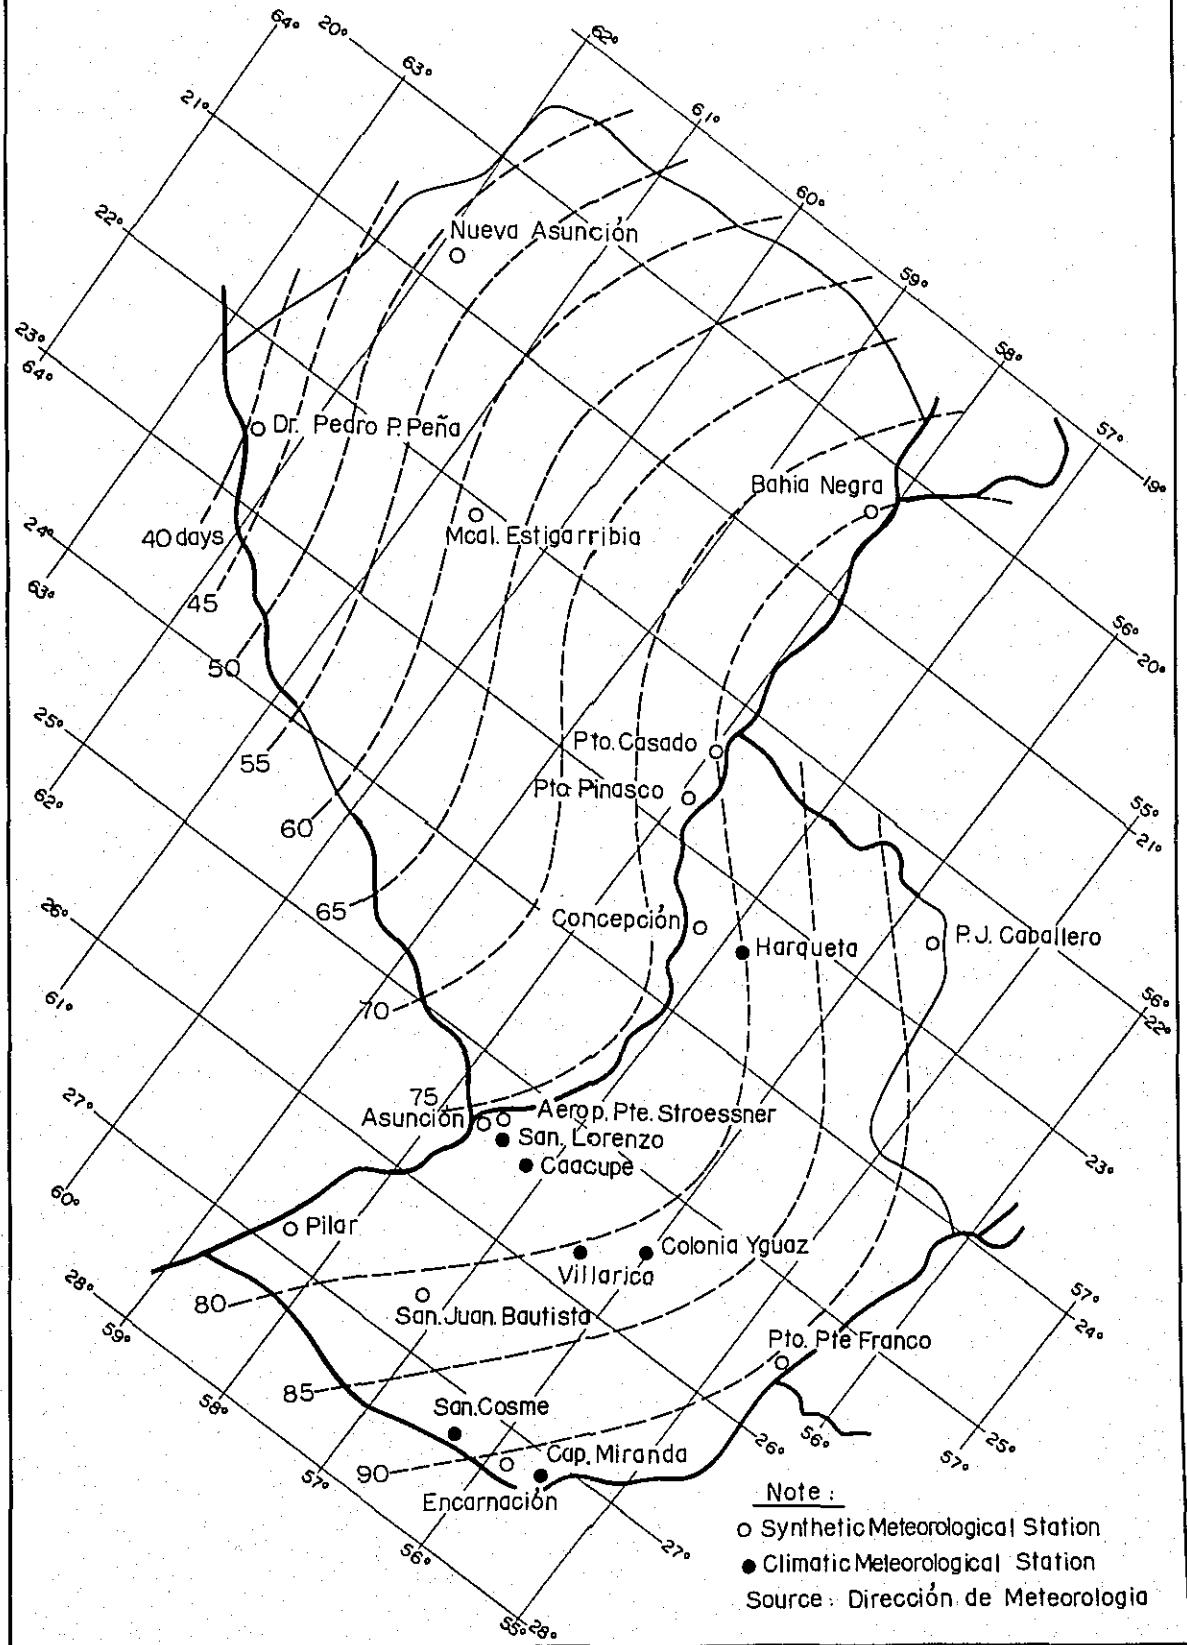 64°
20°
62°
63°
21°
61°
60°
22°
Nueva Asunción
59°
23°
64°
58°
57°
Dr. Pedro P. Peña
Bahia Negra
19°
24°
40 days
Mcal. Estigarribia
63°
45
56°
20°
50
25°
Pto. Casado
55
62°
Pto. Pinasco
60
55°
21°
26°
65
Concepción
Harqueta
P.J. Caballero
61°
70
56°
22°
27°
75
Asunción
Aerop. Pte. Stroessner
San. Lorenzo
Caacupé
23°
60°
Pilar
Colonia Yguaz
Villarica
28°
80
57°
24°
59°
San. Juan. Bautista
Pto. Pte Franco
85
58°
San. Cosme
26°
56°
25°
57°
90
Cap. Miranda
57°
Encarnación
27°
56°
55°
28°
Note :
Synthetic Meteorological Station
Climatic Meleorological Station
Source : Dirección de Meteorologia